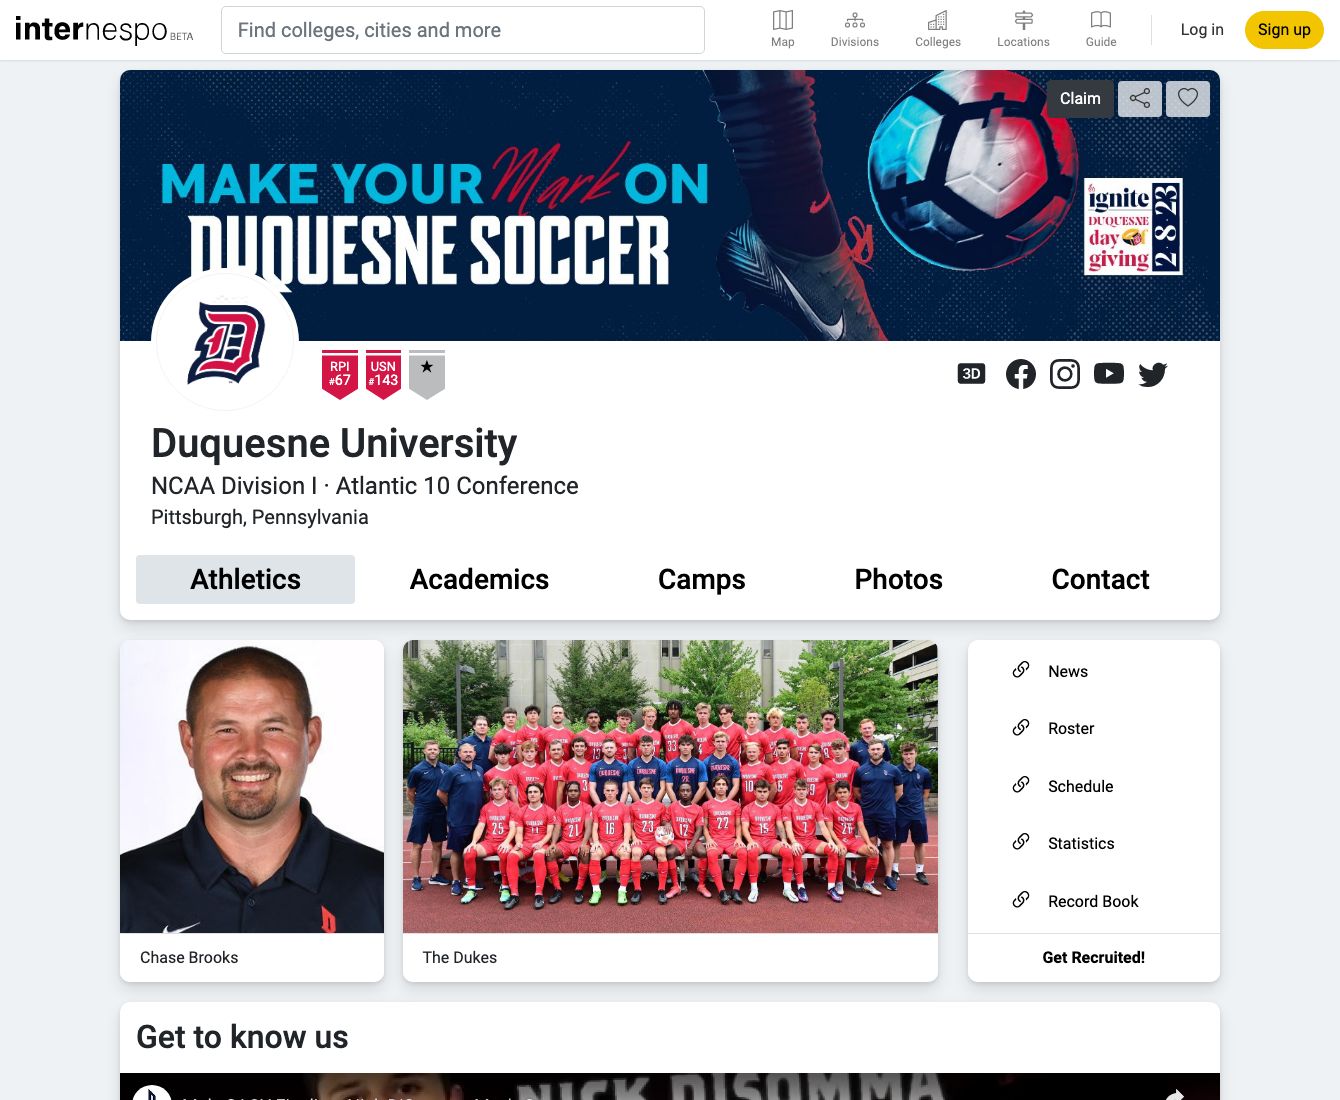 internespo BETA
Find colleges, cities and more
Map
Divisions
Colleges
Locations
Guide
Log in
Sign up
Claim
MAKE YOUR Mark ON
DUQUESNE SOCCER
ignite
DUQUESNE
day of
giving
2·8·23
D
RPI
#67
USN
#143
3D
Duquesne University
NCAA Division I · Atlantic 10 Conference
Pittsburgh, Pennsylvania
Athletics
Academics
Camps
Photos
Contact
Chase Brooks
The Dukes
News
Roster
Schedule
Statistics
Record Book
Get Recruited!
Get to know us
NICK DISOMMA